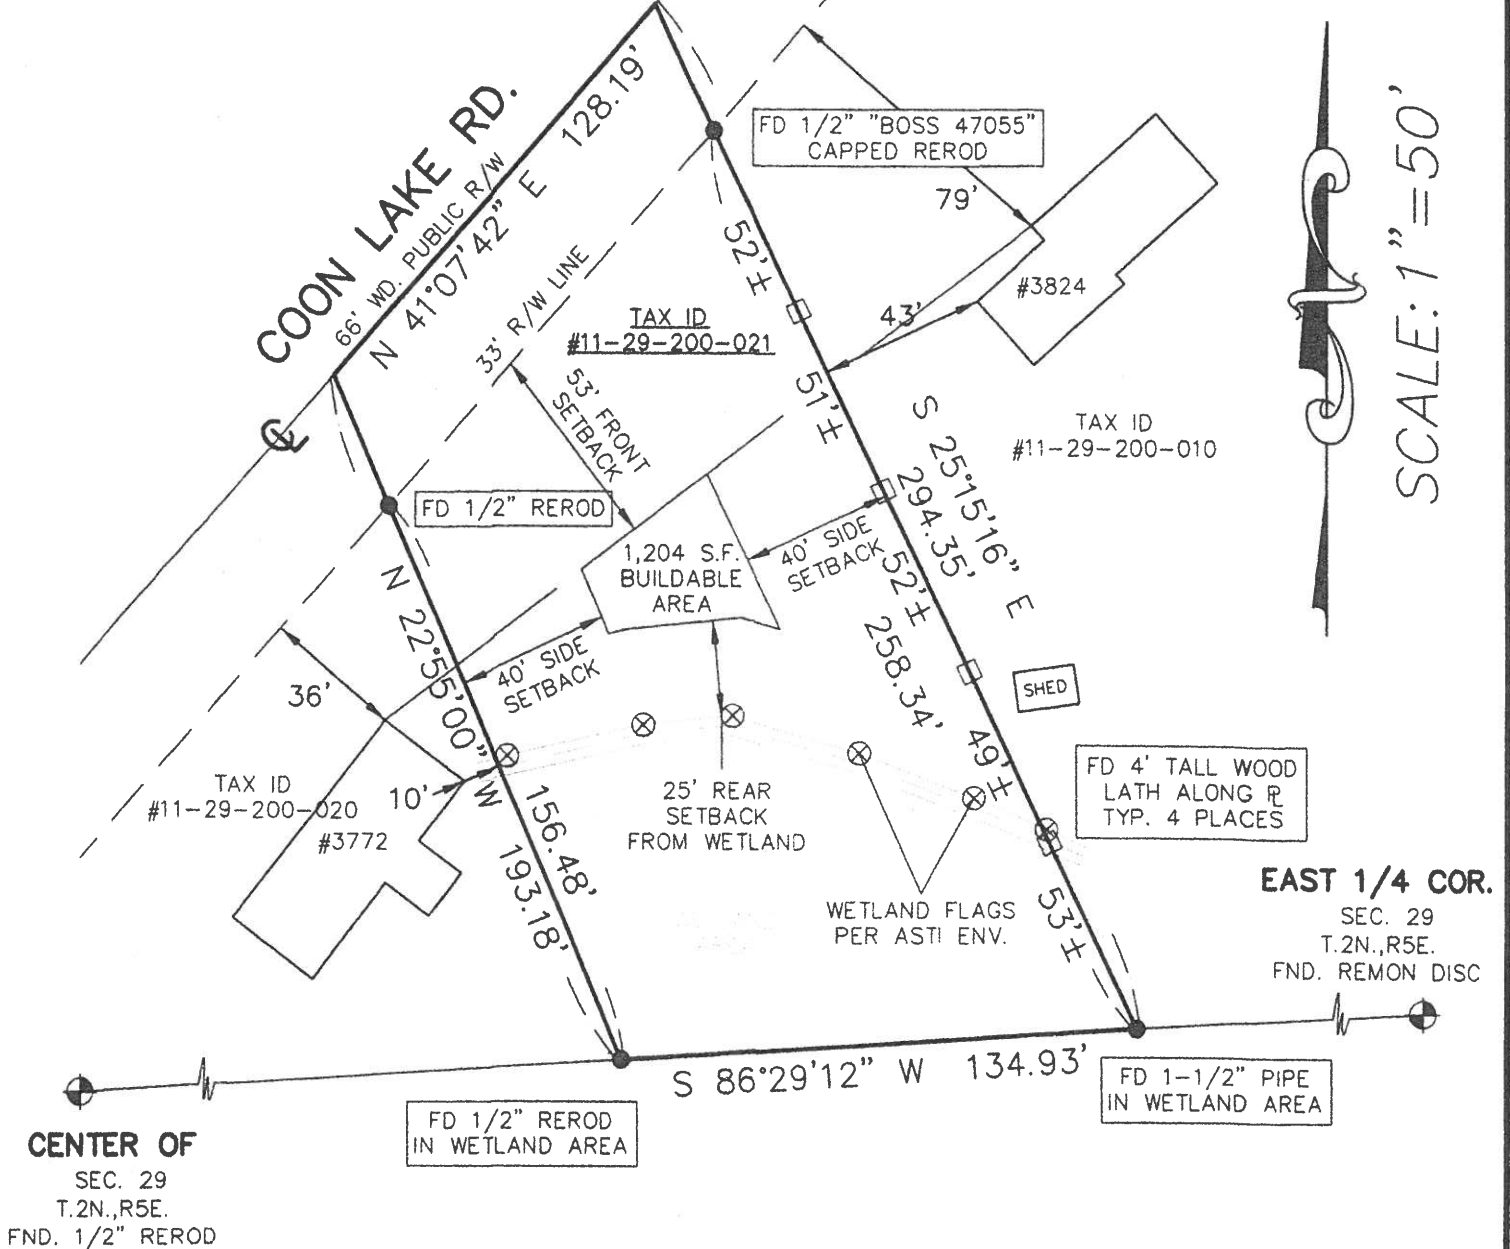 COON LAKE RD.
66' WD. PUBLIC R/W
N 41°07'42" E 128.19'
33' R/W LINE
FD 1/2" "BOSS 47055"
CAPPED REROD
79'
#3824
43'
SCALE: 1"=50'
TAX ID
#11-29-200-021
52'±
51'±
53' FRONT
SETBACK
S 25°15'16" E
294.35'
TAX ID
#11-29-200-010
FD 1/2" REROD
1,204 S.F.
BUILDABLE
AREA
40' SIDE
SETBACK
52'±
258.34'
N 22°55'00" W
40' SIDE
SETBACK
36'
SHED
49'±
TAX ID
#11-29-200-020
#3772
10'
156.48'
193.18'
25' REAR
SETBACK
FROM WETLAND
FD 4' TALL WOOD
LATH ALONG PL
TYP. 4 PLACES
WETLAND FLAGS
PER ASTI ENV.
53'±
EAST 1/4 COR.
SEC. 29
T.2N.,R5E.
FND. REMON DISC
S 86°29'12" W 134.93'
FD 1-1/2" PIPE
IN WETLAND AREA
FD 1/2" REROD
IN WETLAND AREA
CENTER OF
SEC. 29
T.2N.,R5E.
FND. 1/2" REROD
CL